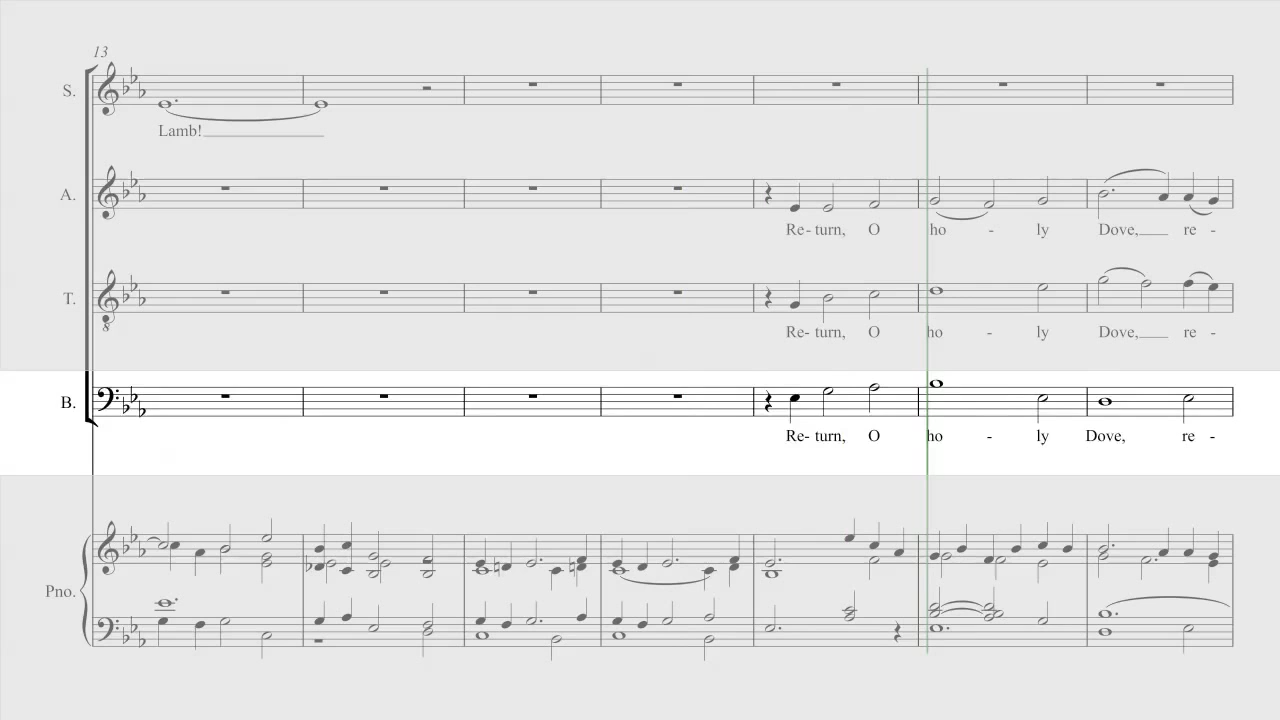 13
S.
Lamb!
A.
Re- turn, O ho - ly Dove, re -
T.
Re- turn, O ho - ly Dove, re -
B.
Re- turn, O ho - ly Dove, re -
Pno.